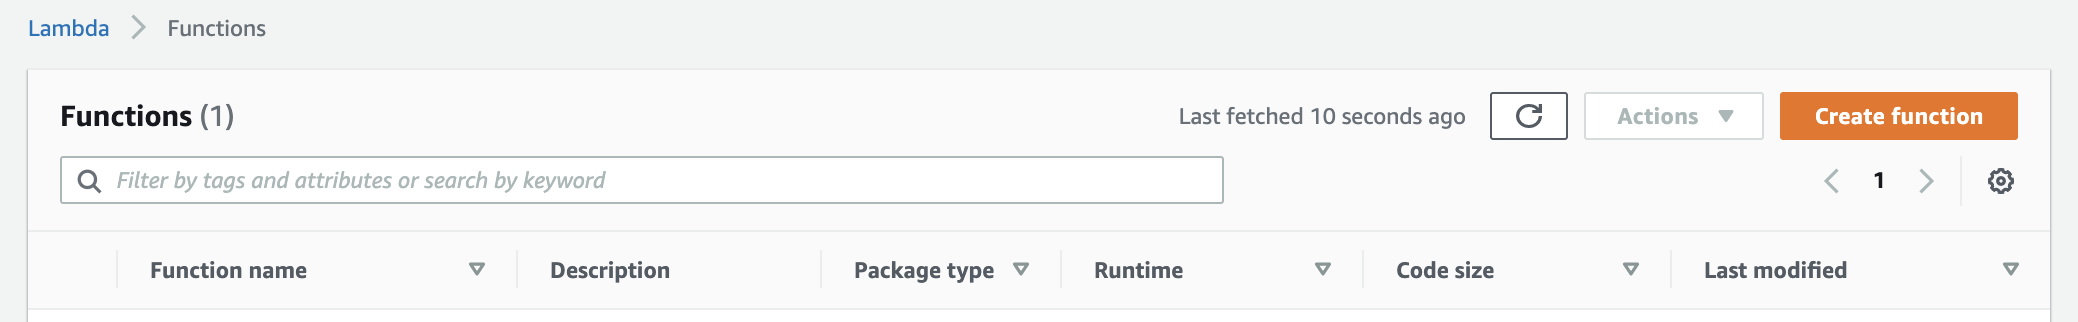 Lambda > Functions
Functions (1)
Last fetched 10 seconds ago
Actions
Create function
Filter by tags and attributes or search by keyword
1
Function name Description Package type Runtime Code size Last modified